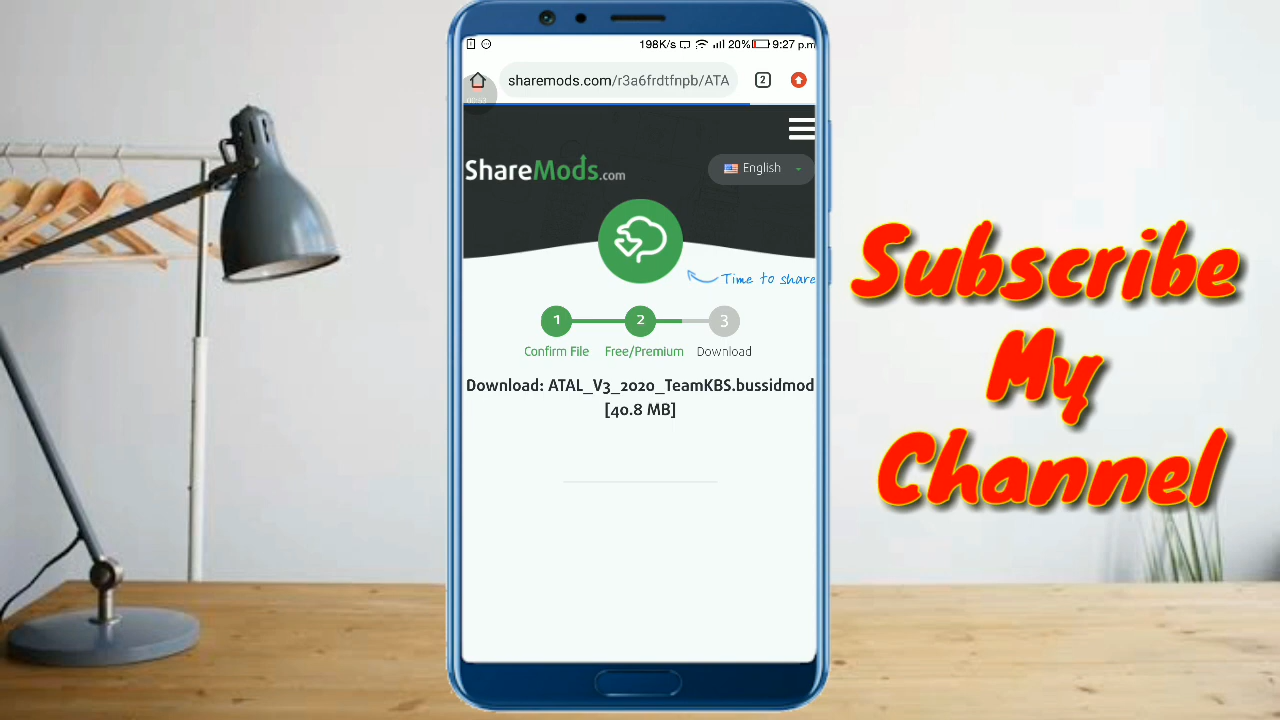 198K/s 20% 9:27 p.m
sharemods.com/r3a6frdtfnpb/ATA
2
ShareMods.com
English
Time to share
1 2 3
Confirm File Free/Premium Download
Download: ATAL_V3_2020_TeamKBS.bussidmod
[40.8 MB]
Subscribe
My
Channel